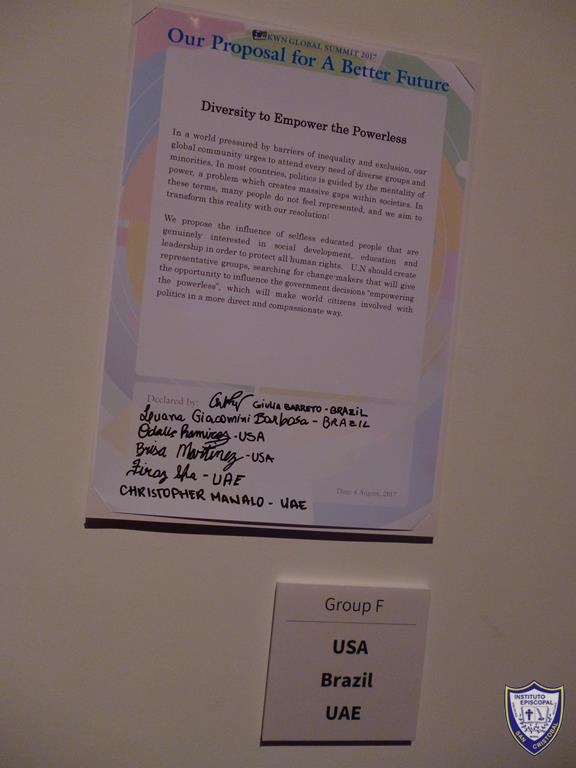 KWN GLOBAL SUMMIT 2017
Our Proposal for A Better Future
Diversity to Empower the Powerless
In a world pressured by barriers of inequality and exclusion, our
global community urges to attend every need of diverse groups and
minorities. In most countries, politics is guided by the mentality of
power, a problem which creates massive gaps within societies. In
these terms, many people do not feel represented, and we aim to
transform this reality with our resolution:
We propose the influence of selfless educated people that are
genuinely interested in social development, education and
leadership in order to protect all human rights. U.N should create
representative groups, searching for change-makers that will give
the opportunity to influence the government decisions "empowering
the powerless", which will make world citizens involved with
politics in a more direct and compassionate way.
Declared by: GIULIA BARRETO - BRAZIL
Luana Giacomini Barbosa - BRAZIL
Odalis Ramirez - USA
Brisa Martinez - USA
Firoz - UAE
CHRISTOPHER MANALO - UAE
Date: 4 August, 2017
Group F
USA
Brazil
UAE
INSTITUTO
EPISCOPAL
SAN CRISTOBAL